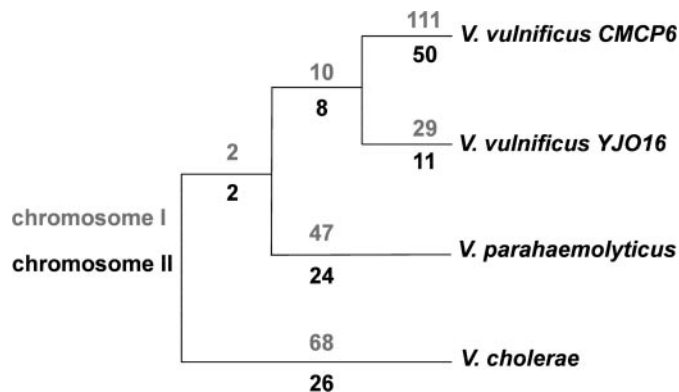 111
V. vulnificus CMCP6
50
10
8
29
V. vulnificus YJO16
11
2
2
chromosome I
47
chromosome II
V. parahaemolyticus
24
68
V. cholerae
26